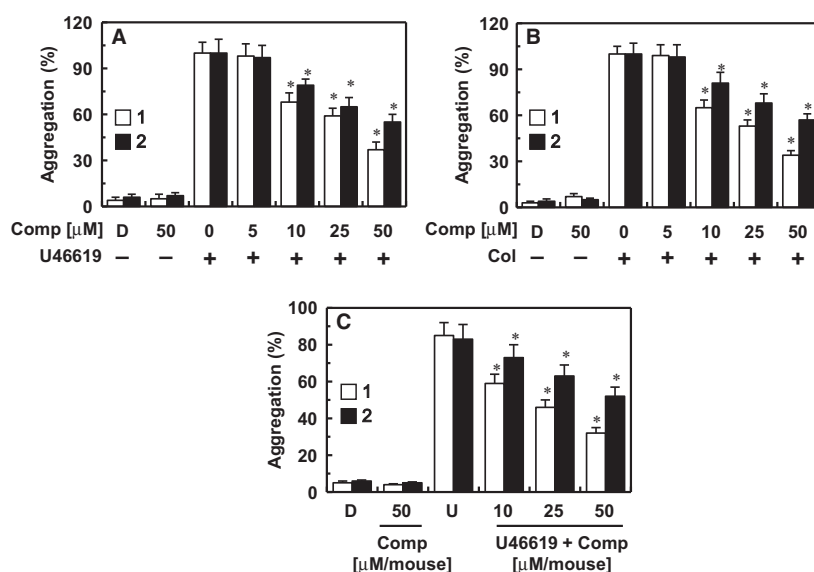 A
Aggregation (%)
120
90
60
30
0
1
2
* * * * * *
Comp [μM] D 50 0 5 10 25 50
U46619 – – + + + + +
B
Aggregation (%)
120
90
60
30
0
1
2
* * * * * *
Comp [μM] D 50 0 5 10 25 50
Col – – + + + + +
C
Aggregation (%)
100
80
60
40
20
0
1
2
* * * * * *
D 50 U 10 25 50
Comp U46619 + Comp
[μM/mouse] [μM/mouse]